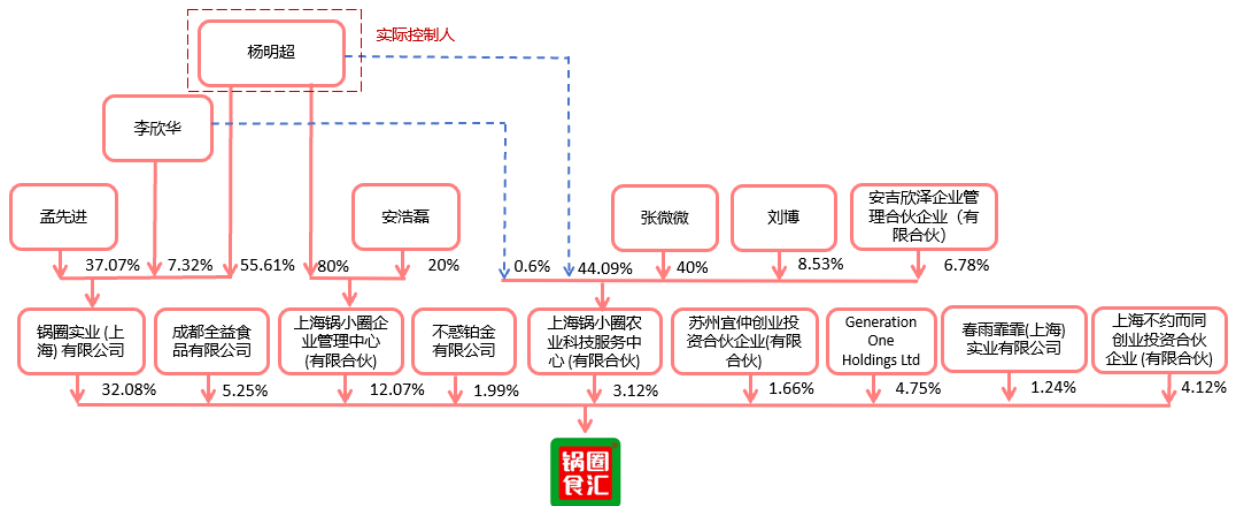 杨明超
实际控制人
李欣华
孟先进
安浩磊
张微微
刘博
安吉欣泽企业管
理合伙企业（有
限合伙）
37.07%
7.32%
55.61%
80%
20%
0.6%
44.09%
40%
8.53%
6.78%
锅圈实业 (上
海) 有限公司
成都全益食
品有限公司
上海锅小圈企
业管理中心
(有限合伙)
不惑铂金
有限公司
上海锅小圈农
业科技服务中
心 (有限合伙)
苏州宜仲创业投
资合伙企业(有限
合伙)
Generation
One
Holdings Ltd
春雨霏霏(上海)
实业有限公司
上海不约而同
创业投资合伙
企业 (有限合伙)
32.08%
5.25%
12.07%
1.99%
3.12%
1.66%
4.75%
1.24%
4.12%
锅圈
食汇